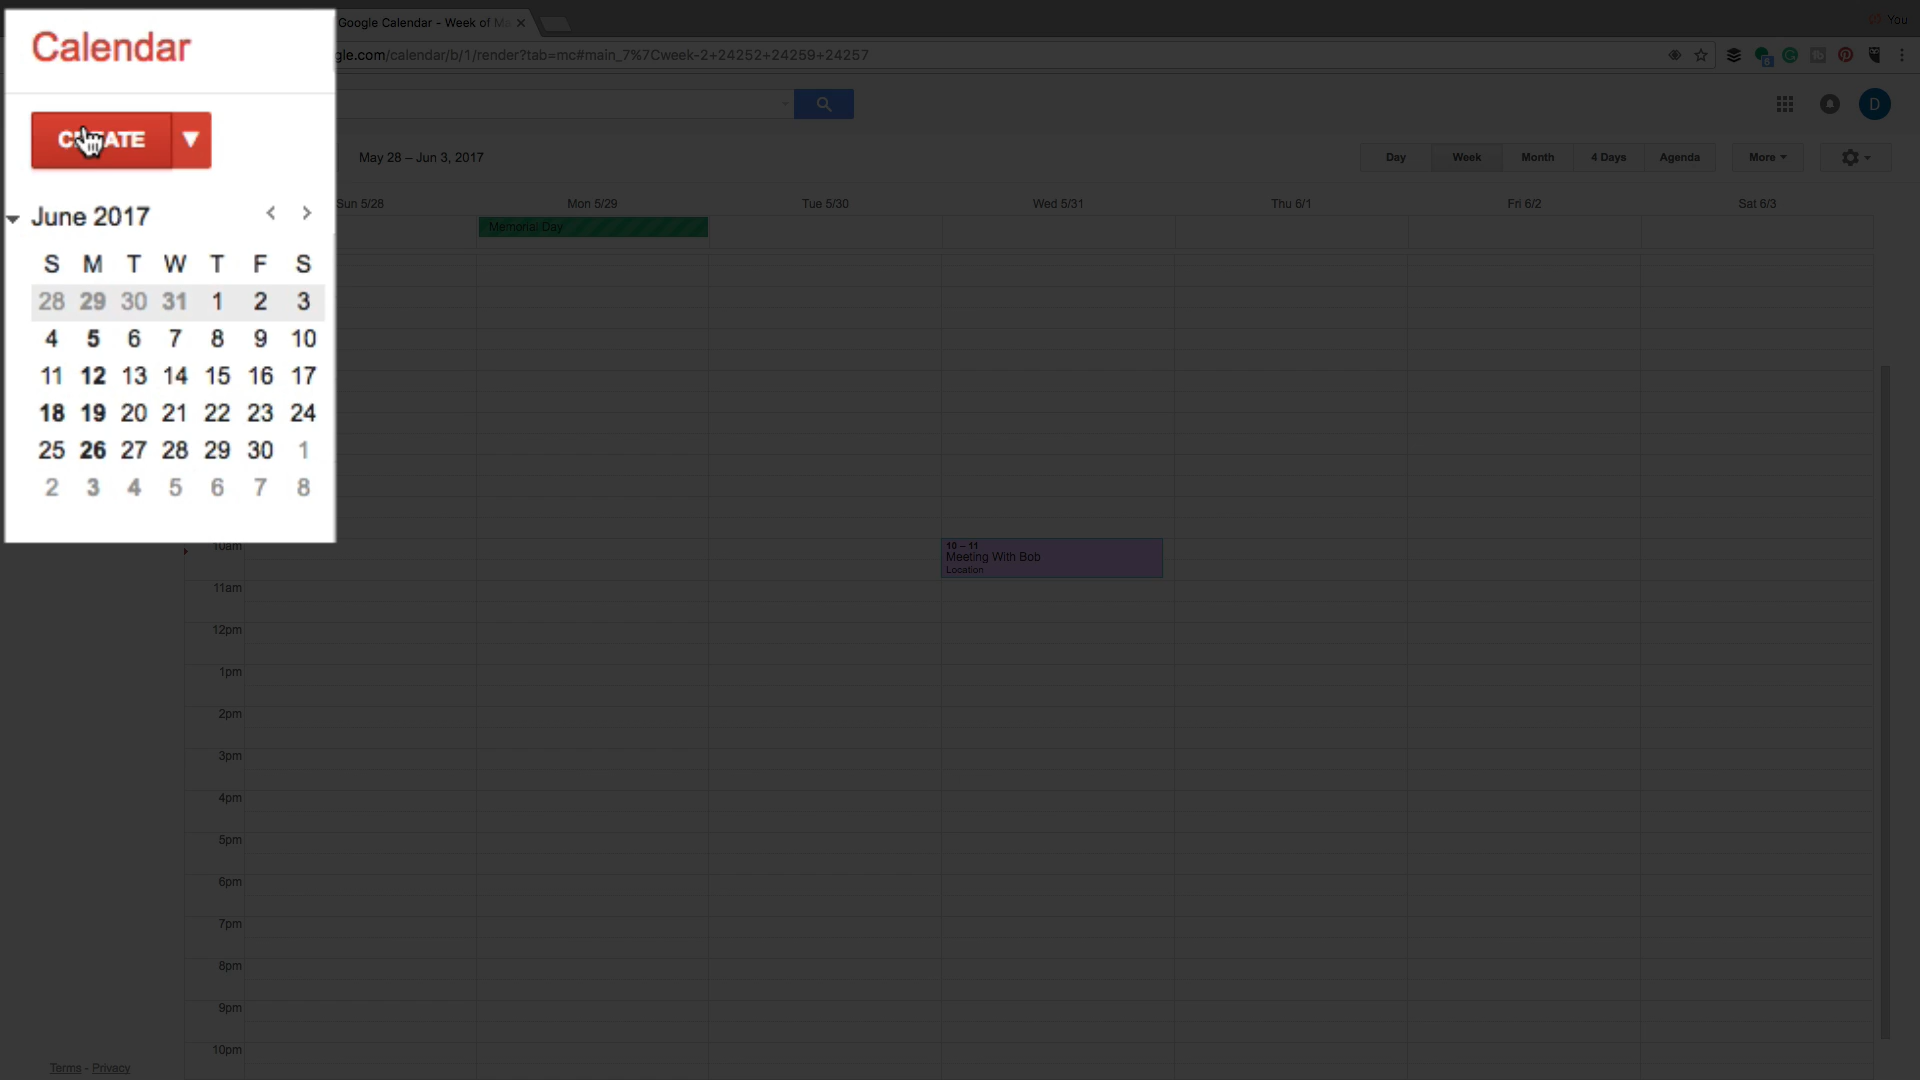 Google Calendar - Week of Ma
You
gle.com/calendar/b/1/render?tab=mc#main_7%7Cweek-2+24252+24259+24257
Calendar
D
CREATE
May 28 – Jun 3, 2017
Day Week Month 4 Days Agenda More
June 2017
Sun 5/28 Mon 5/29 Tue 5/30 Wed 5/31 Thu 6/1 Fri 6/2 Sat 6/3
Memorial Day
S M T W T F S
28 29 30 31 1 2 3
4 5 6 7 8 9 10
11 12 13 14 15 16 17
18 19 20 21 22 23 24
25 26 27 28 29 30 1
2 3 4 5 6 7 8
10am
10 – 11
Meeting With Bob
Location
11am
12pm
1pm
2pm
3pm
4pm
5pm
6pm
7pm
8pm
9pm
10pm
Terms - Privacy